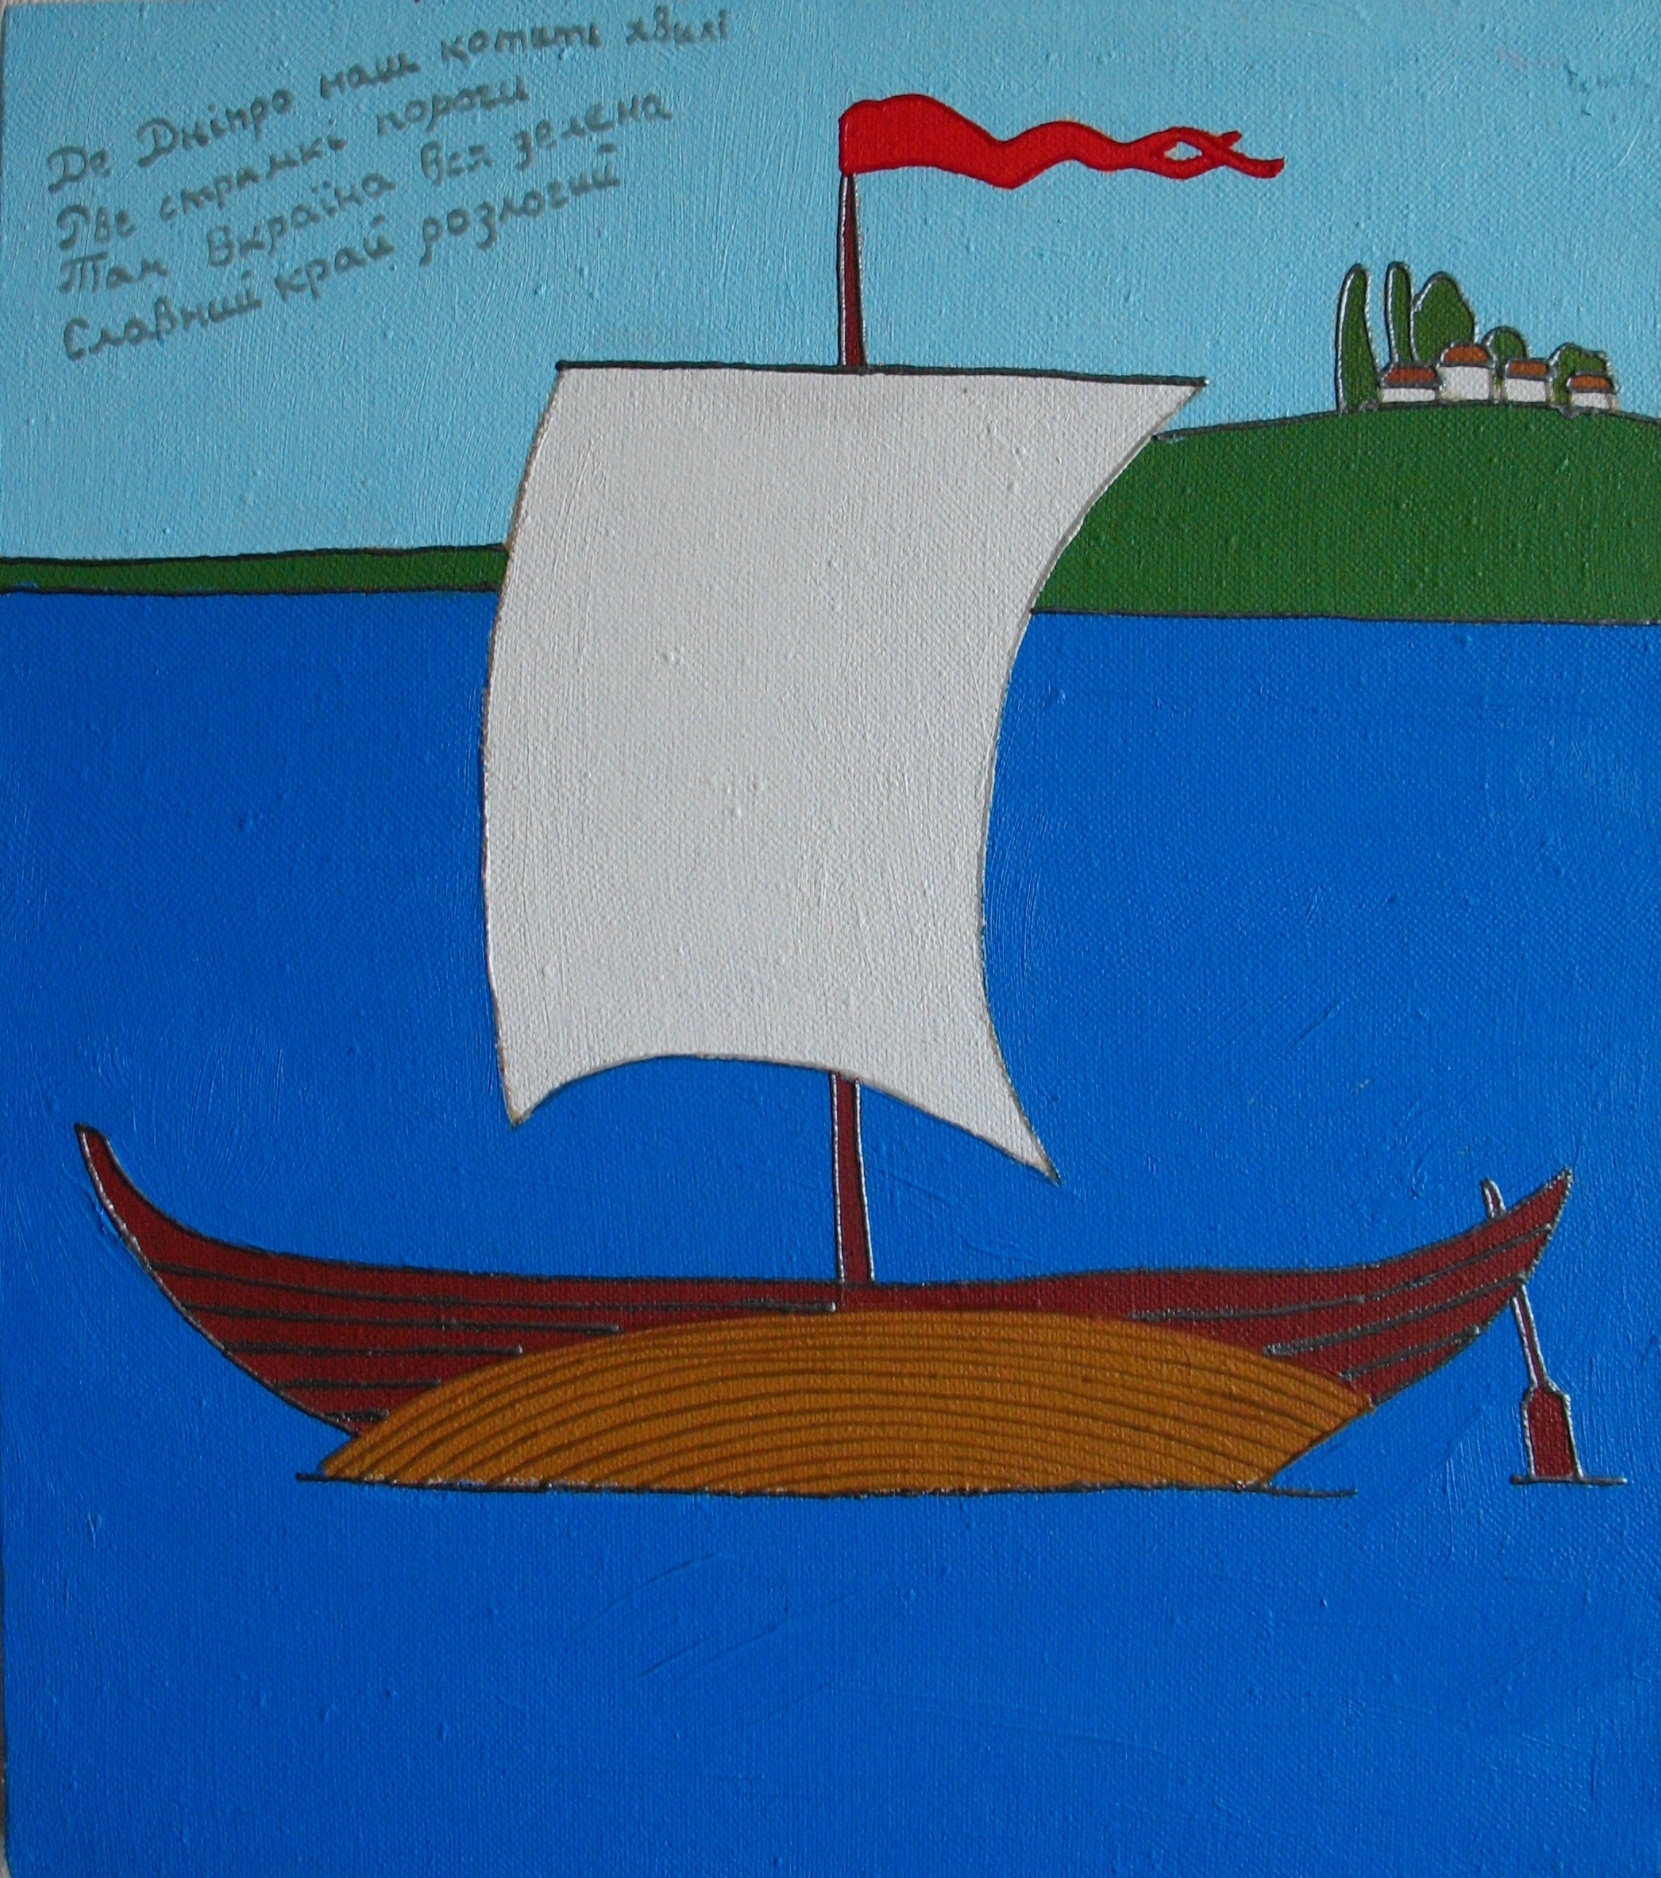 Де Дніпро наш котить хвилі
Рве стрімкі пороги
Там Вкраїна вся зелена
Славний край розлогий